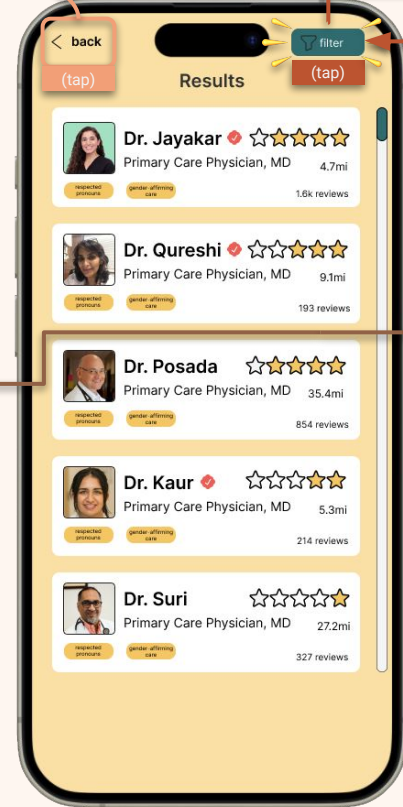 back
filter
(tap)
(tap)
Results
Dr. Jayakar
Primary Care Physician, MD
4.7mi
respected pronouns
gender-affirming care
1.6k reviews
Dr. Qureshi
Primary Care Physician, MD
9.1mi
respected pronouns
gender-affirming care
193 reviews
Dr. Posada
Primary Care Physician, MD
35.4mi
respected pronouns
gender-affirming care
854 reviews
Dr. Kaur
Primary Care Physician, MD
5.3mi
respected pronouns
gender-affirming care
214 reviews
Dr. Suri
Primary Care Physician, MD
27.2mi
respected pronouns
gender-affirming care
327 reviews